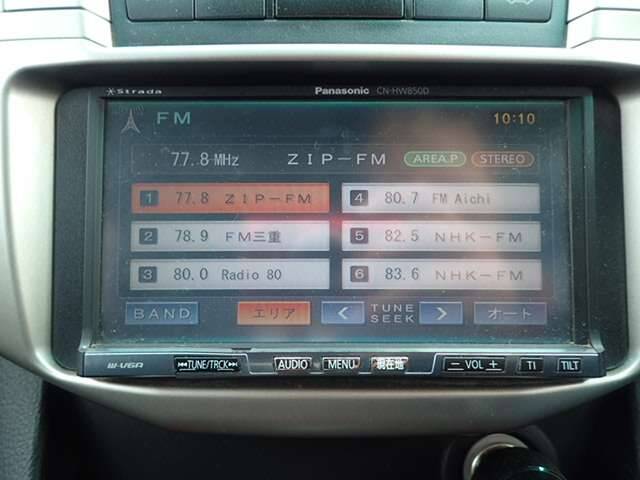 Strada Panasonic CN-HW850D
FM 10:10
77.8 MHz ZIP-FM AREA.P STEREO
1 77.8 ZIP-FM
2 78.9 FM三重
3 80.0 Radio 80
4 80.7 FM Aichi
5 82.5 NHK-FM
6 83.6 NHK-FM
BAND エリア < TUNE SEEK > オート
W-VGA TUNE/TRCK AUDIO MENU 現在地 - VOL + T1 TILT